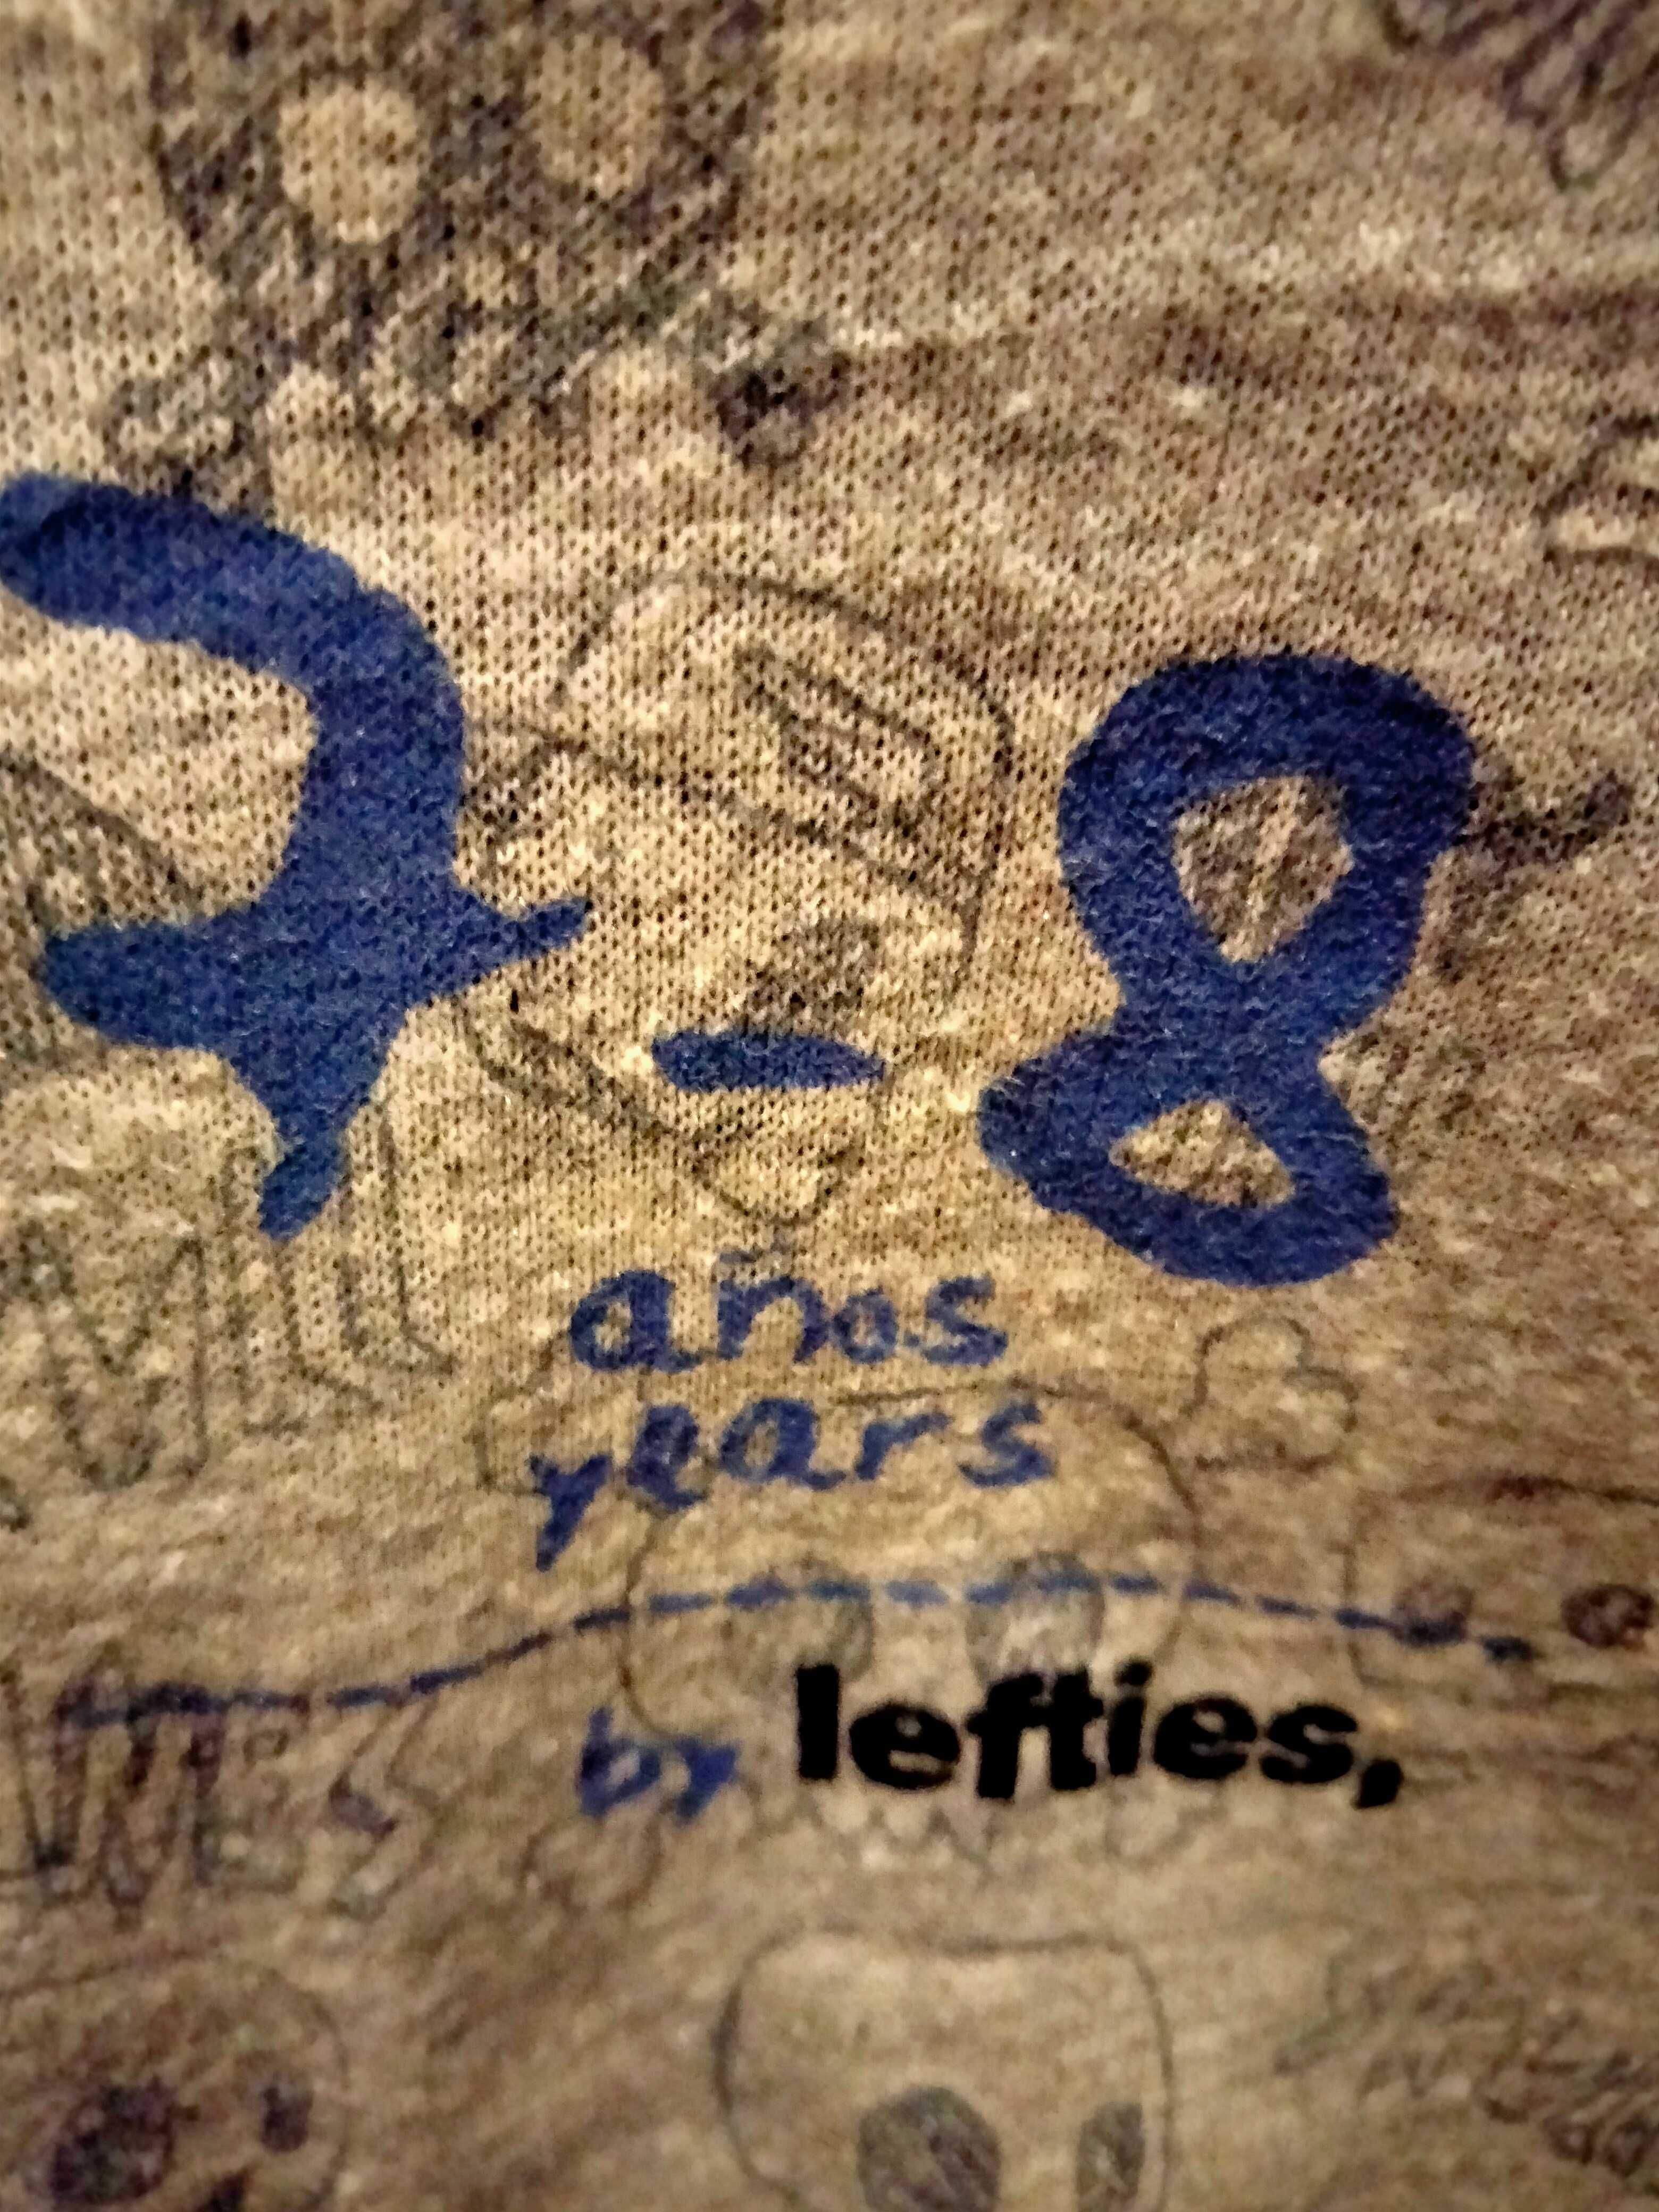 7-8
años
years
by lefties,